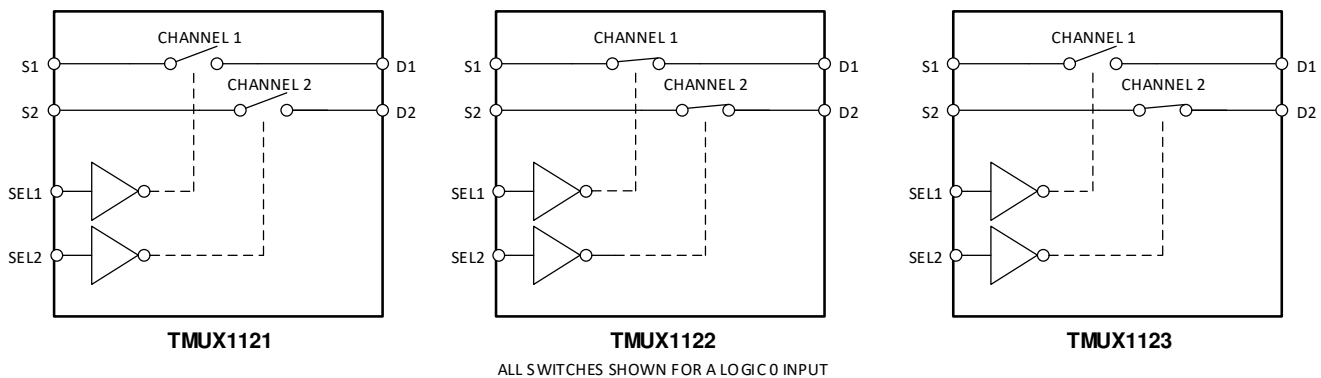 CHANNEL 1
S1
D1
CHANNEL 2
S2
D2
SEL1
SEL2
TMUX1121
CHANNEL 1
S1
D1
CHANNEL 2
S2
D2
SEL1
SEL2
TMUX1122
CHANNEL 1
S1
D1
CHANNEL 2
S2
D2
SEL1
SEL2
TMUX1123
ALL SWITCHES SHOWN FOR A LOGIC 0 INPUT